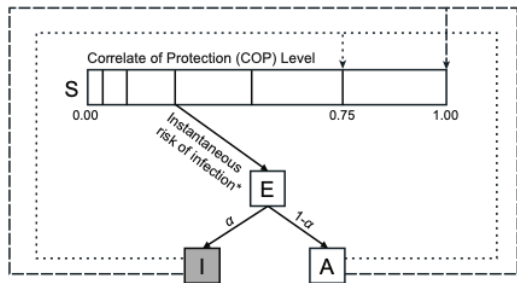 Correlate of Protection (COP) Level
S
0.00
0.75
1.00
Instantaneous
risk of infection*
E
α
1-α
I
A